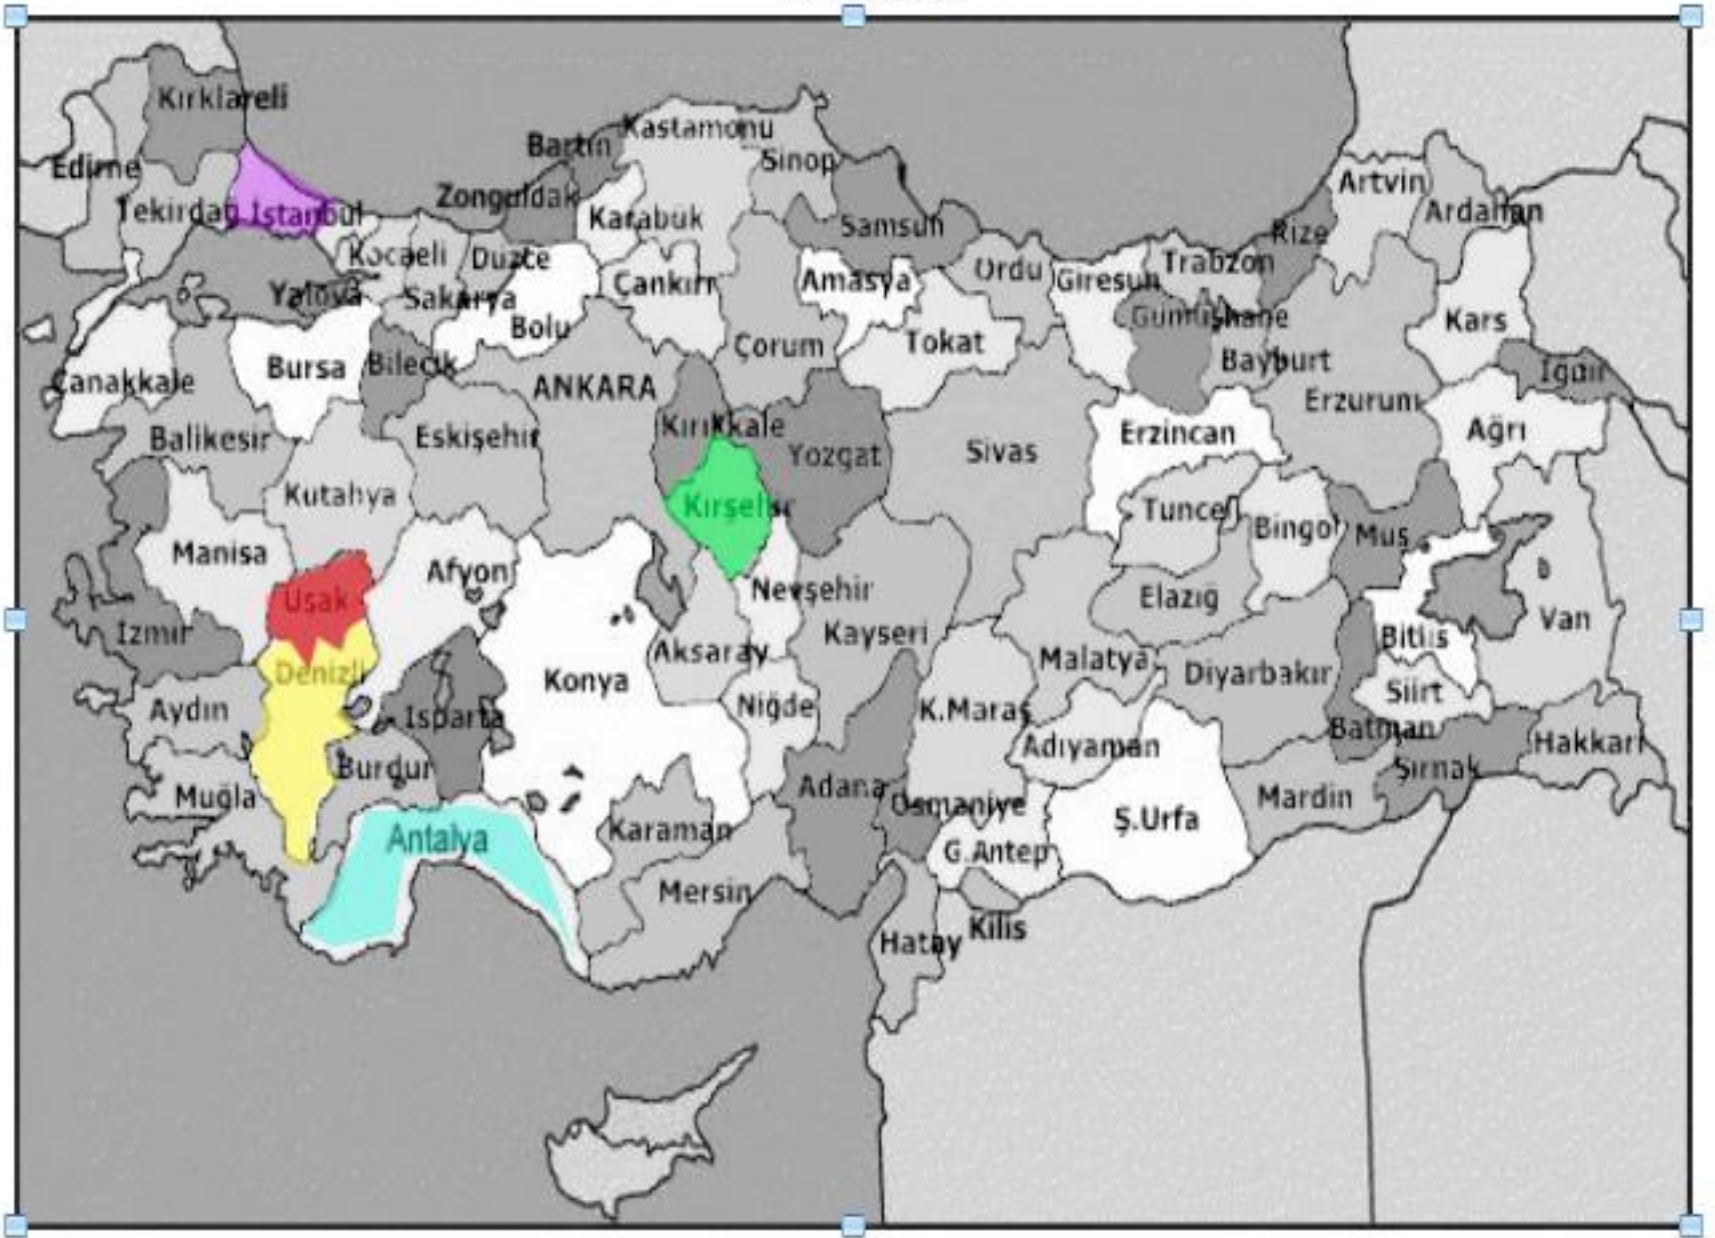 Kırklareli
Kastamonu
Bartın
Sinop
Edirne
Artvin
Zonguldak
Tekirdağ
İstanbul
Karabük
Samsun
Ardahan
Rize
Kocaeli
Düzce
Ordu
Giresun
Trabzon
Çankırı
Amasya
Yalova
Sakarya
Bolu
Gümüşhane
Kars
Çorum
Tokat
Bursa
Bilecik
Bayburt
Iğdır
Çanakkale
ANKARA
Erzurum
Balikesir
Eskişehir
Kırıkkale
Yozgat
Sivas
Erzincan
Ağrı
Kutahya
Kırşehir
Tunceli
Bingol
Muş
Manisa
Afyon
Nevşehir
Uşak
Elazığ
Van
İzmir
Kayseri
Bitlis
Denizli
Aksaray
Malatya
Diyarbakır
Konya
Siirt
Aydın
Isparta
Niğde
K.Maraş
Batman
Adıyaman
Hakkari
Burdur
Şırnak
Muğla
Adana
Osmaniye
Mardin
Antalya
Karaman
Ş.Urfa
G.Antep
Mersin
Hatay
Kilis